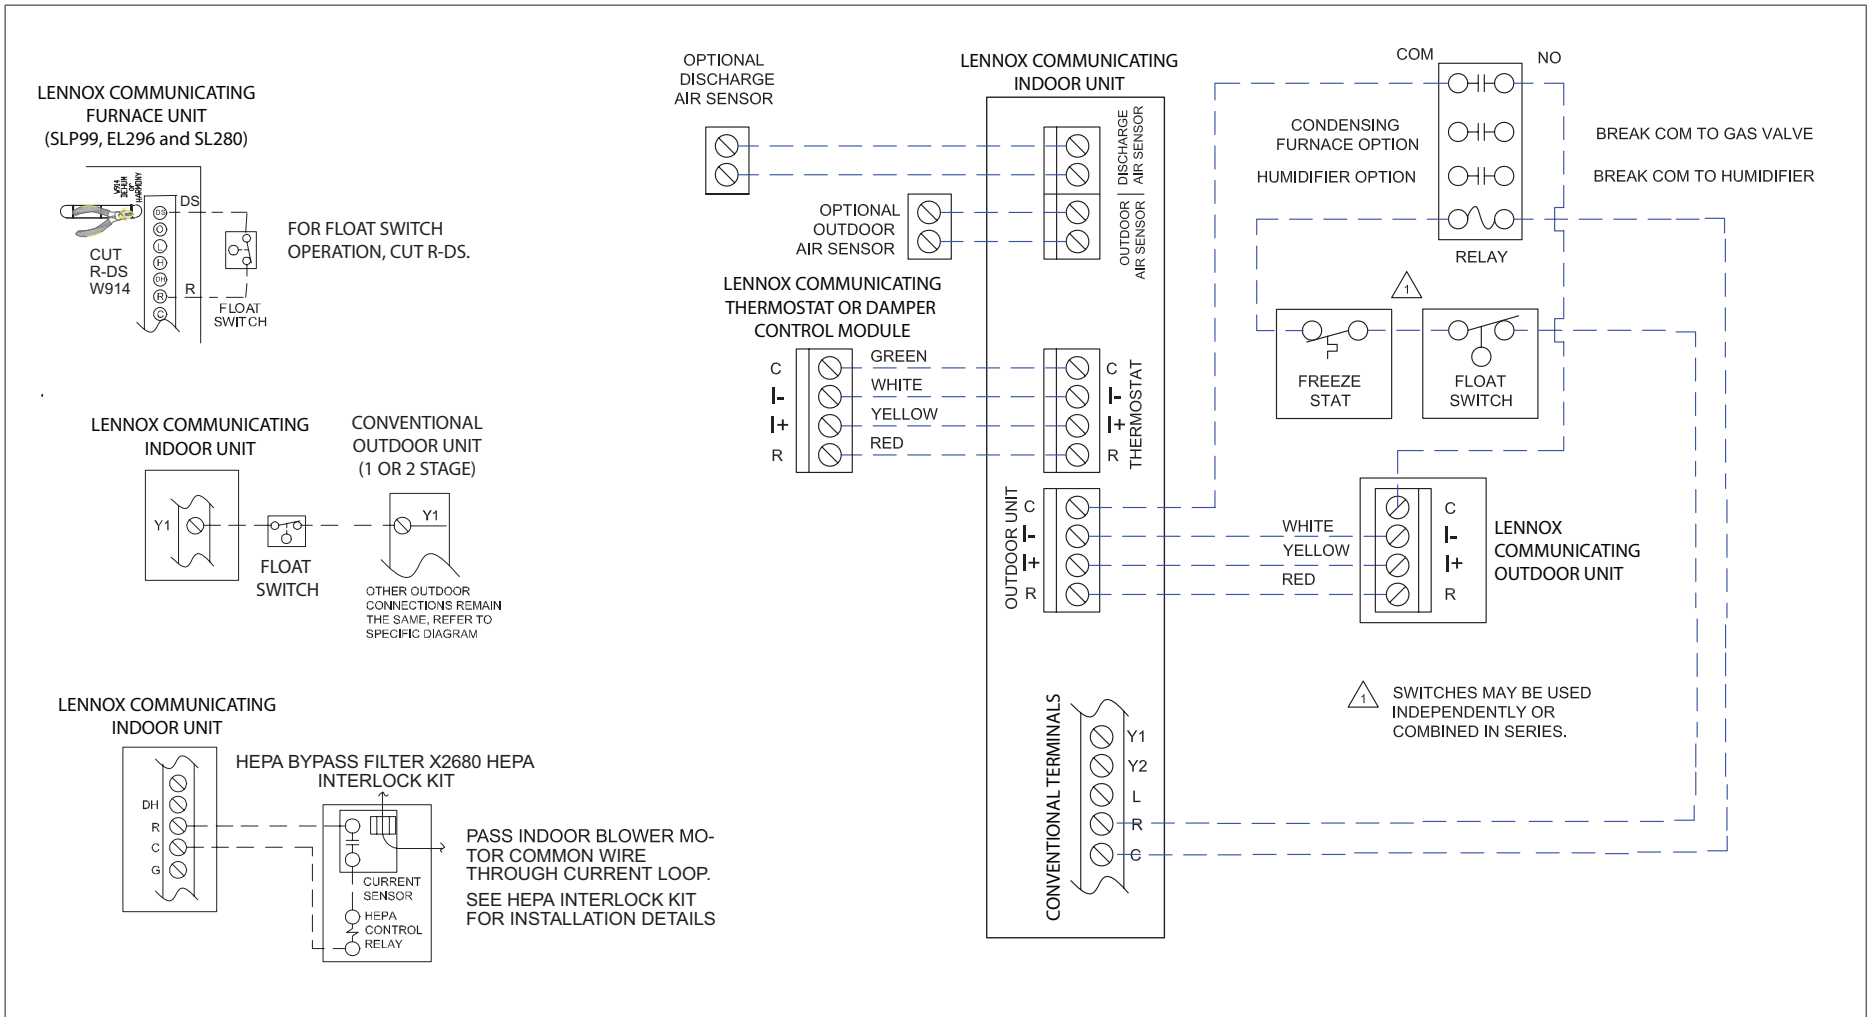 LENNOX COMMUNICATING
FURNACE UNIT
(SLP99, EL296 and SL280)
W914
DEHUM
OR
HARMONY
DS
DS
O
L
H
DH
R
C
R
CUT
R-DS
W914
FLOAT
SWITCH
FOR FLOAT SWITCH
OPERATION, CUT R-DS.
LENNOX COMMUNICATING
INDOOR UNIT
Y1
FLOAT
SWITCH
CONVENTIONAL
OUTDOOR UNIT
(1 OR 2 STAGE)
Y1
OTHER OUTDOOR
CONNECTIONS REMAIN
THE SAME, REFER TO
SPECIFIC DIAGRAM
LENNOX COMMUNICATING
INDOOR UNIT
DH
R
C
G
HEPA BYPASS FILTER X2680 HEPA
INTERLOCK KIT
CURRENT
SENSOR
HEPA
CONTROL
RELAY
PASS INDOOR BLOWER MO-
TOR COMMON WIRE
THROUGH CURRENT LOOP.
SEE HEPA INTERLOCK KIT
FOR INSTALLATION DETAILS
OPTIONAL
DISCHARGE
AIR SENSOR
OPTIONAL
OUTDOOR
AIR SENSOR
LENNOX COMMUNICATING
THERMOSTAT OR DAMPER
CONTROL MODULE
C
I-
I+
R
GREEN
WHITE
YELLOW
RED
LENNOX COMMUNICATING
INDOOR UNIT
DISCHARGE
AIR SENSOR
OUTDOOR
AIR SENSOR
C
I-
I+
R
THERMOSTAT
OUTDOOR UNIT
C
I-
I+
R
CONVENTIONAL TERMINALS
Y1
Y2
L
R
C
COM
NO
CONDENSING
FURNACE OPTION
BREAK COM TO GAS VALVE
HUMIDIFIER OPTION
BREAK COM TO HUMIDIFIER
RELAY
1
FREEZE
STAT
FLOAT
SWITCH
WHITE
YELLOW
RED
C
I-
I+
R
LENNOX
COMMUNICATING
OUTDOOR UNIT
1
SWITCHES MAY BE USED
INDEPENDENTLY OR
COMBINED IN SERIES.